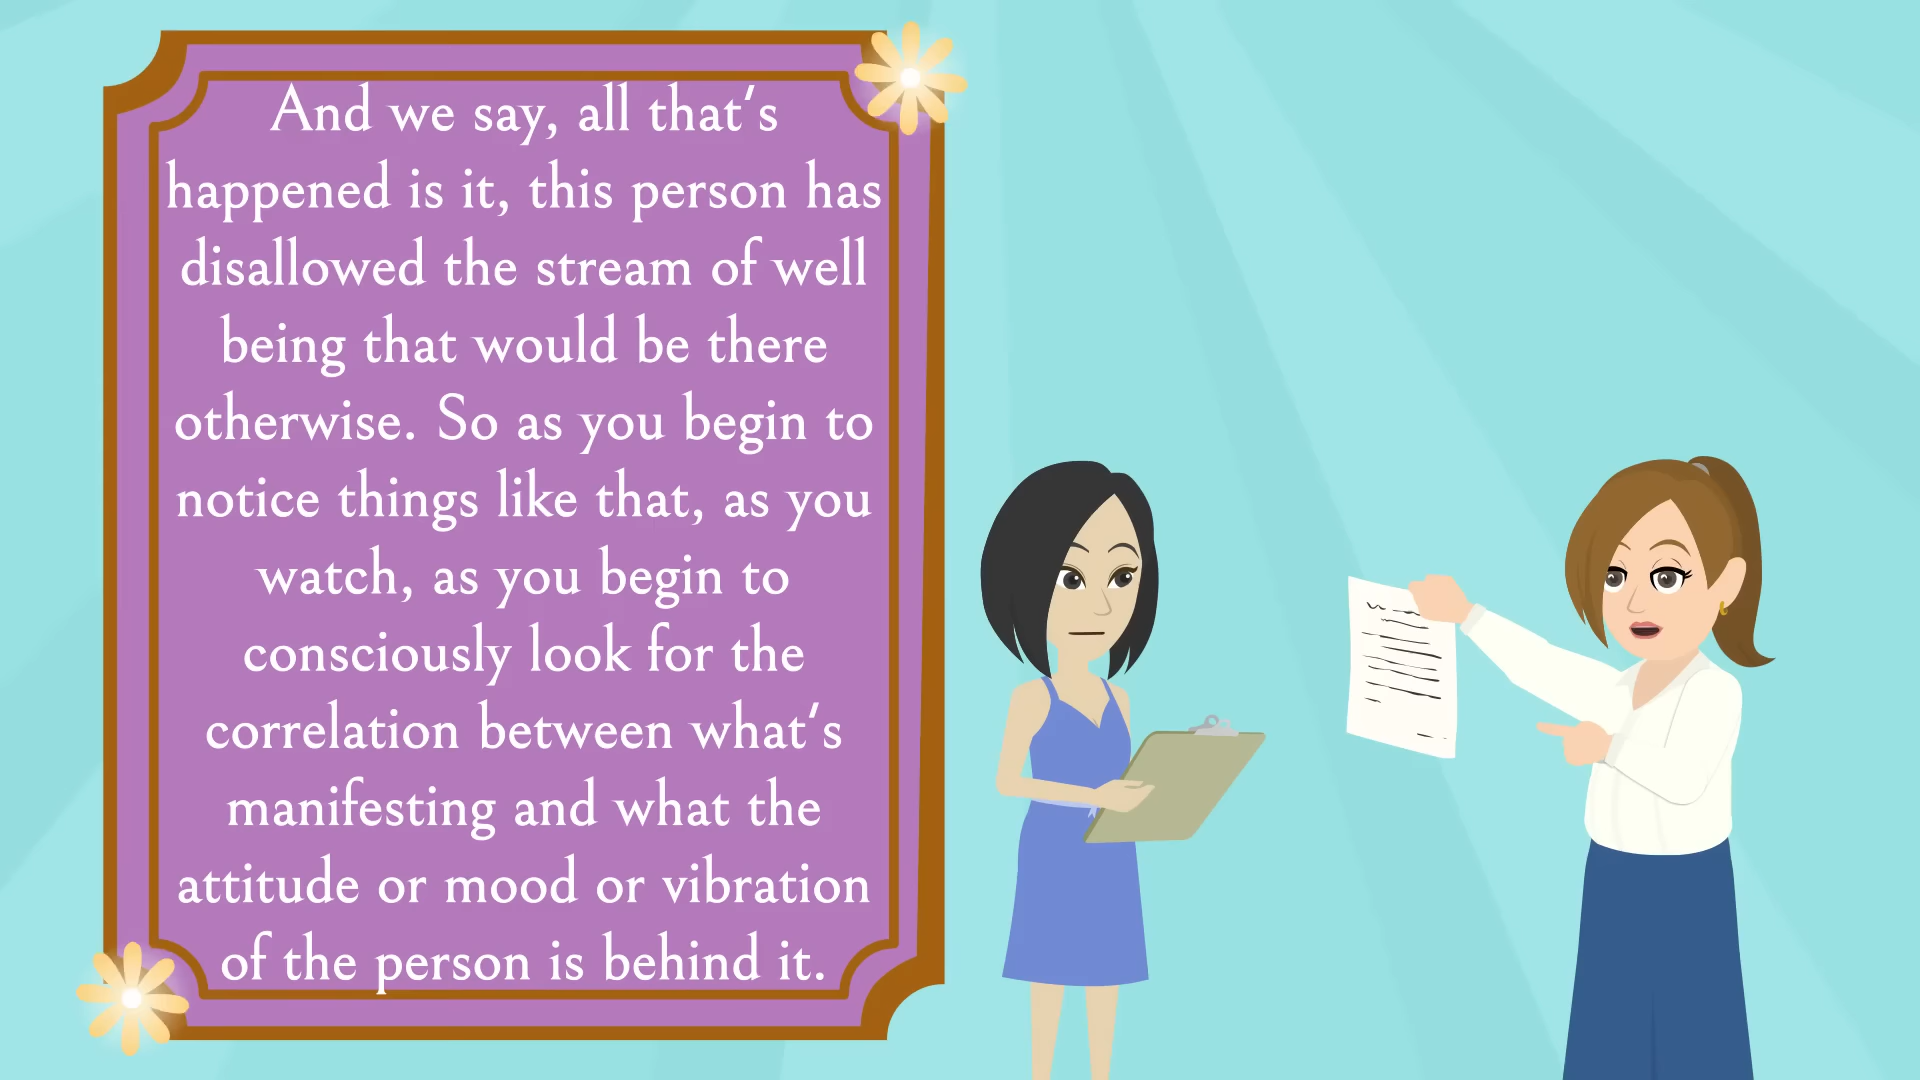 And we say, all that's
happened is it, this person has
disallowed the stream of well
being that would be there
otherwise. So as you begin to
notice things like that, as you
watch, as you begin to
consciously look for the
correlation between what's
manifesting and what the
attitude or mood or vibration
of the person is behind it.